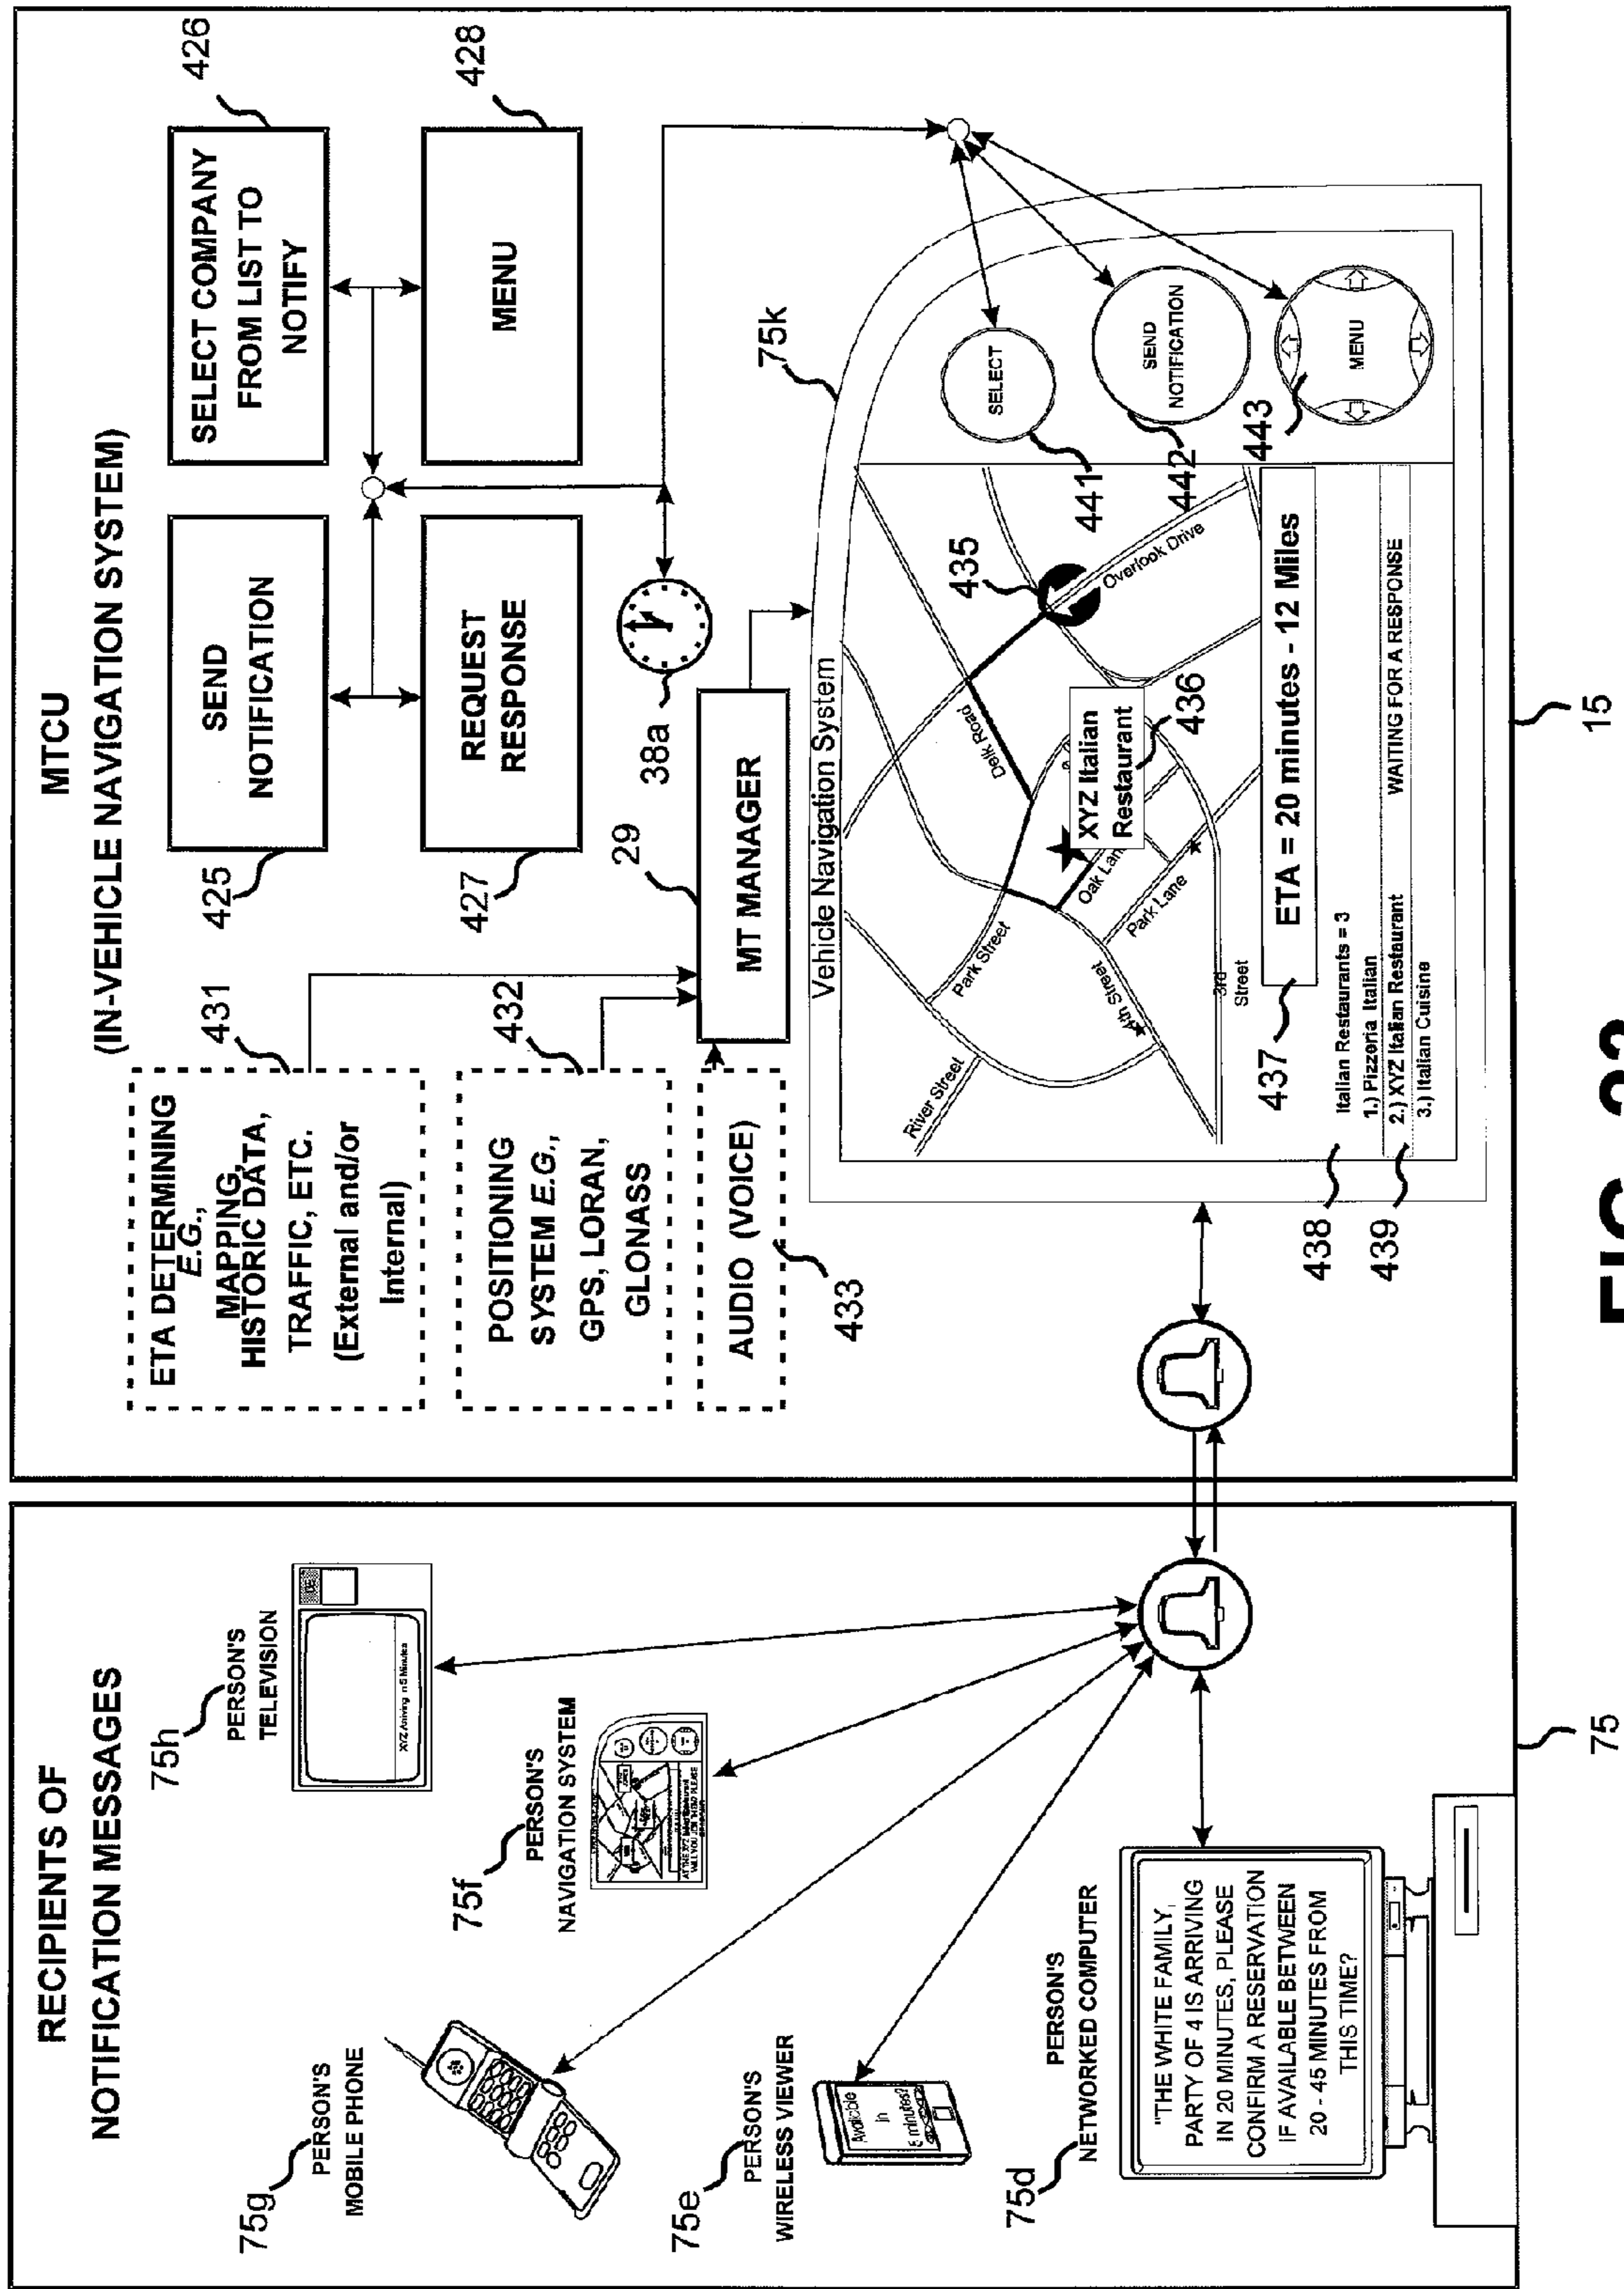 RECIPIENTS OF
NOTIFICATION MESSAGES
75h
PERSON'S
TELEVISION
XYZ Arriving in 5 Minutes
75g
PERSON'S
MOBILE PHONE
75f
PERSON'S
NAVIGATION SYSTEM
75e
PERSON'S
WIRELESS VIEWER
Available
in
minutes?
75d
PERSON'S
NETWORKED COMPUTER
"THE WHITE FAMILY,
PARTY OF 4 IS ARRIVING
IN 20 MINUTES, PLEASE
CONFIRM A RESERVATION
IF AVAILABLE BETWEEN
20 - 45 MINUTES FROM
THIS TIME?
75
MTCU
(IN-VEHICLE NAVIGATION SYSTEM)
ETA DETERMINING
E.G.,
MAPPING,
HISTORIC DATA,
TRAFFIC, ETC.
(External and/or
Internal)
431
POSITIONING
SYSTEM E.G.,
GPS, LORAN,
GLONASS
432
AUDIO (VOICE)
433
SEND
NOTIFICATION
425
SELECT COMPANY
FROM LIST TO
NOTIFY
426
REQUEST
RESPONSE
427
MENU
428
38a
MT MANAGER
29
75k
Vehicle Navigation System
River Street
Park Street
4th Street
Park Lane
Oak Lan
3rd
Street
Delk Road
Overlook Drive
435
XYZ Italian
Restaurant
436
437
ETA = 20 minutes - 12 Miles
438
Italian Restaurants = 3
1.) Pizzeria Italian
439
2.) XYZ Italian Restaurant WAITING FOR A RESPONSE
3.) Italian Cuisine
SELECT
441
SEND
NOTIFICATION
442
MENU
443
15